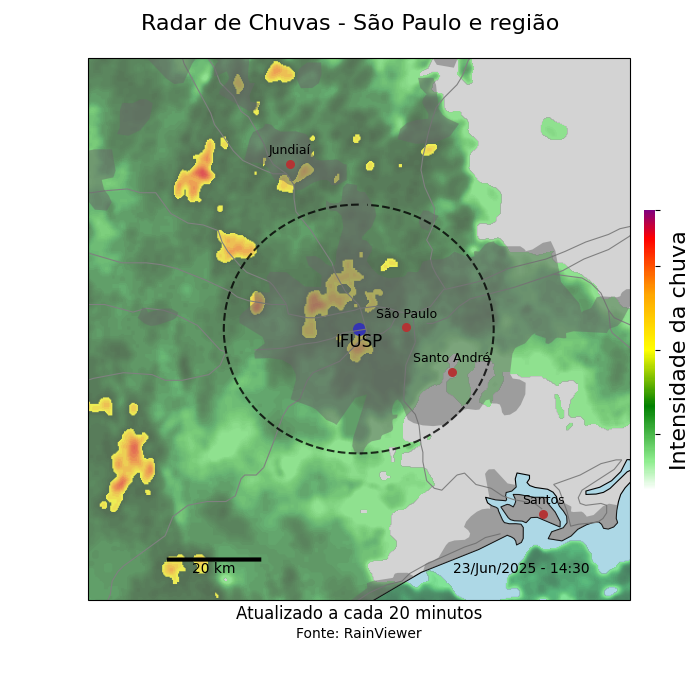 Radar de Chuvas - São Paulo e região
Jundiaí
São Paulo
IFUSP
Santo André
Santos
20 km
23/Jun/2025 - 14:30
Intensidade da chuva
Atualizado a cada 20 minutos
Fonte: RainViewer